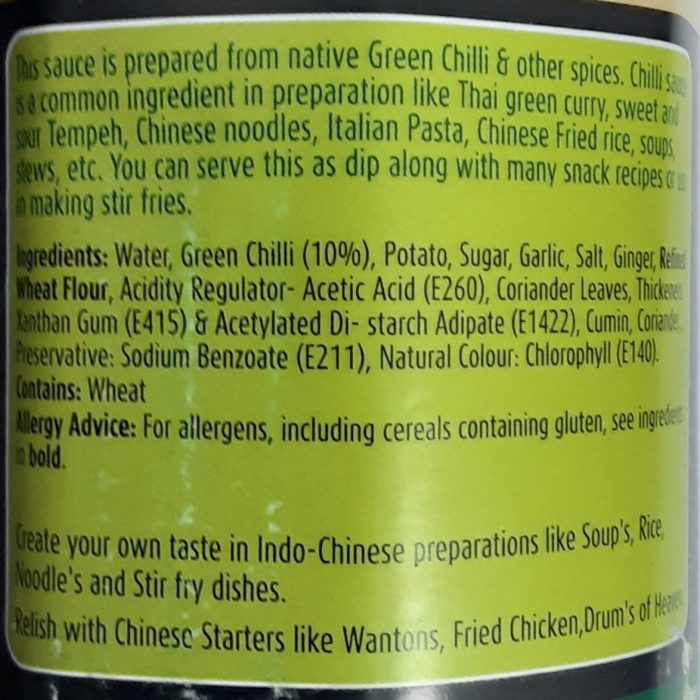 This sauce is prepared from native Green Chilli & other spices. Chilli sauce
is a common ingredient in preparation like Thai green curry, sweet and
sour Tempeh, Chinese noodles, Italian Pasta, Chinese Fried rice, soups,
stews, etc. You can serve this as dip along with many snack recipes or
in making stir fries.
Ingredients: Water, Green Chilli (10%), Potato, Sugar, Garlic, Salt, Ginger, Refined
Wheat Flour, Acidity Regulator- Acetic Acid (E260), Coriander Leaves, Thickener
Xanthan Gum (E415) & Acetylated Di- starch Adipate (E1422), Cumin, Coriander,
Preservative: Sodium Benzoate (E211), Natural Colour: Chlorophyll (E140).
Contains: Wheat
Allergy Advice: For allergens, including cereals containing gluten, see ingredients
in bold.
Create your own taste in Indo-Chinese preparations like Soup's, Rice,
Noodle's and Stir fry dishes.
Relish with Chinese Starters like Wantons, Fried Chicken,Drum's of Heaven.